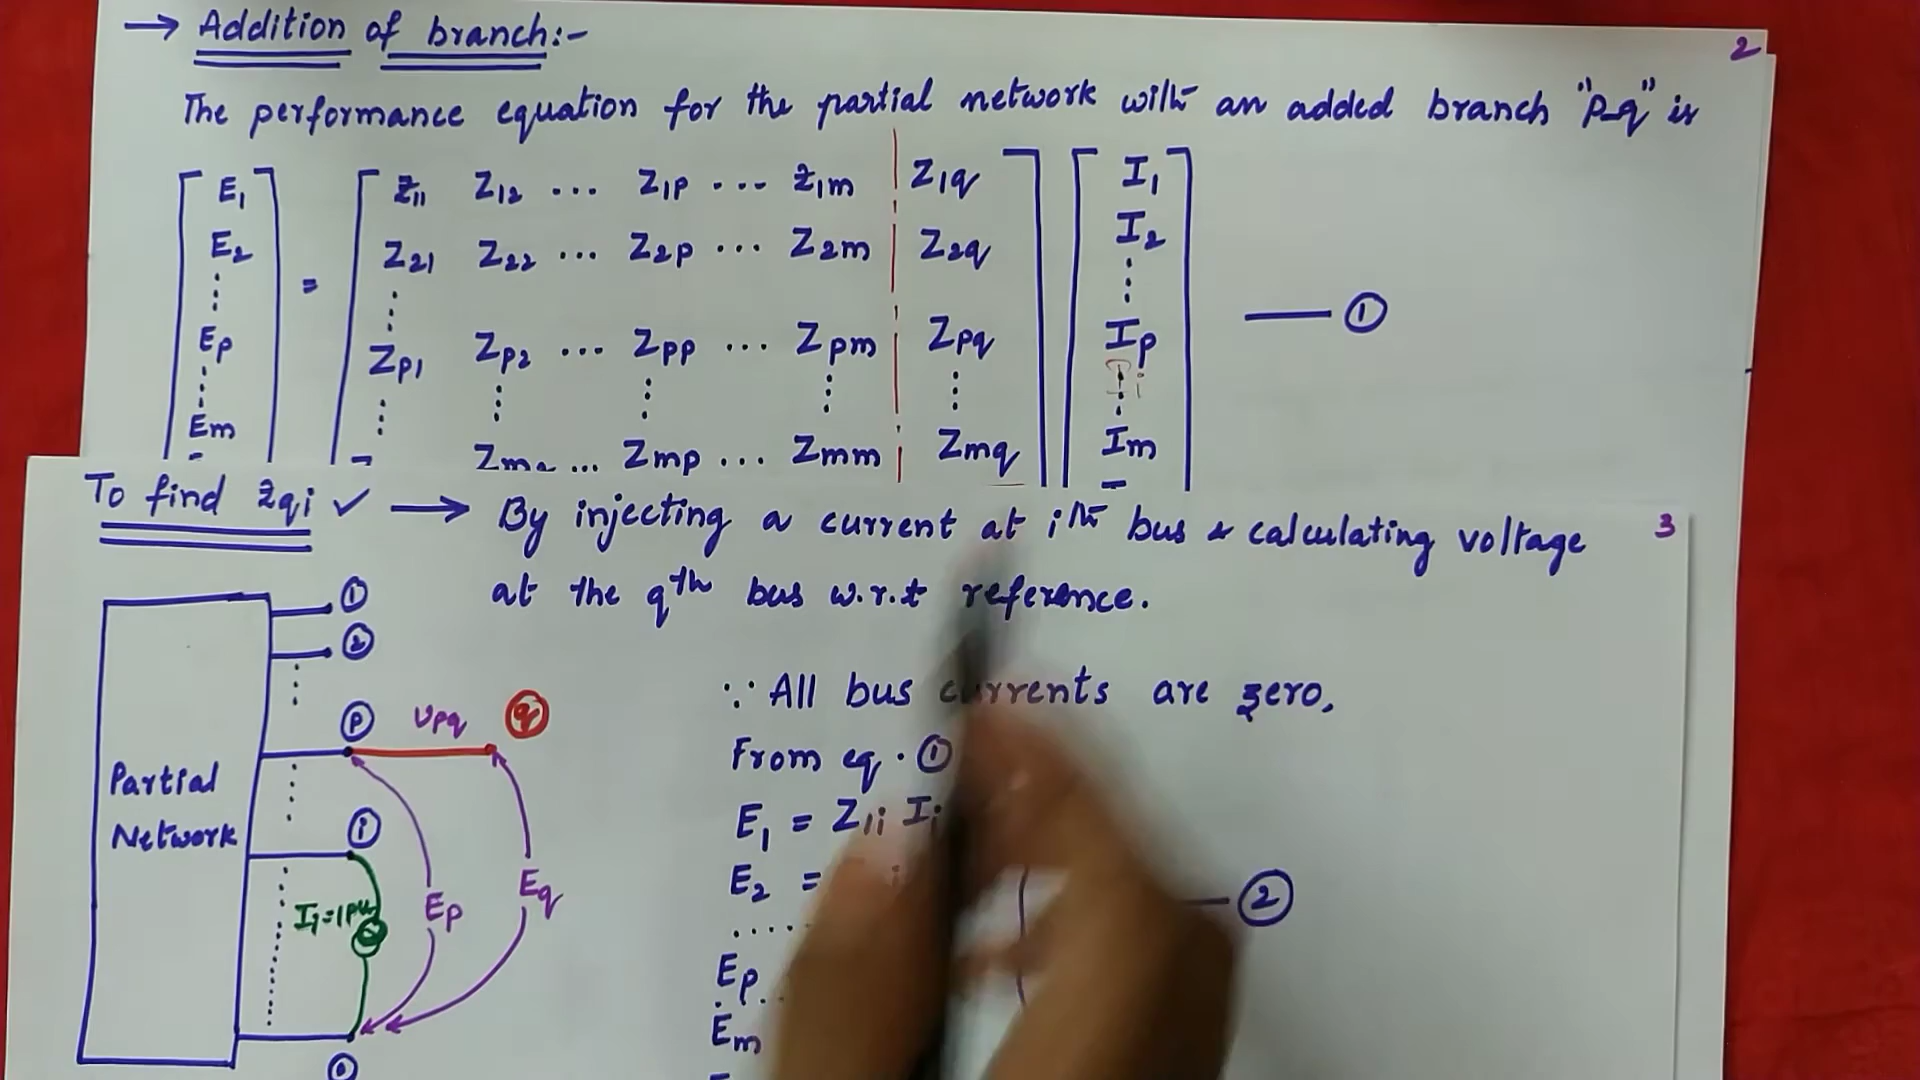 → Addition of branch:-
2
The performance equation for the partial network with an added branch "p-q" is
E1 = Z11 Z12 ... Z1p ... Z1m Z1q I1
E2 Z21 Z22 ... Z2p ... Z2m Z2q I2
Ep Zp1 Zp2 ... Zpp ... Zpm Zpq Ip — ①
Em ... Zmp ... Zmm Zmq Im
To find Zqi ✓ → By injecting a current at ith bus & calculating voltage
3
at the qth bus w.r.t reference.
∵ All bus currents are zero,
From eq. ①
E1 = Z1i Ii
E2 =
— ②
.....
Ep
Em
①
②
p
vpq
q
Partial
Network
i
Ii=1pu
Ep
Eq
0